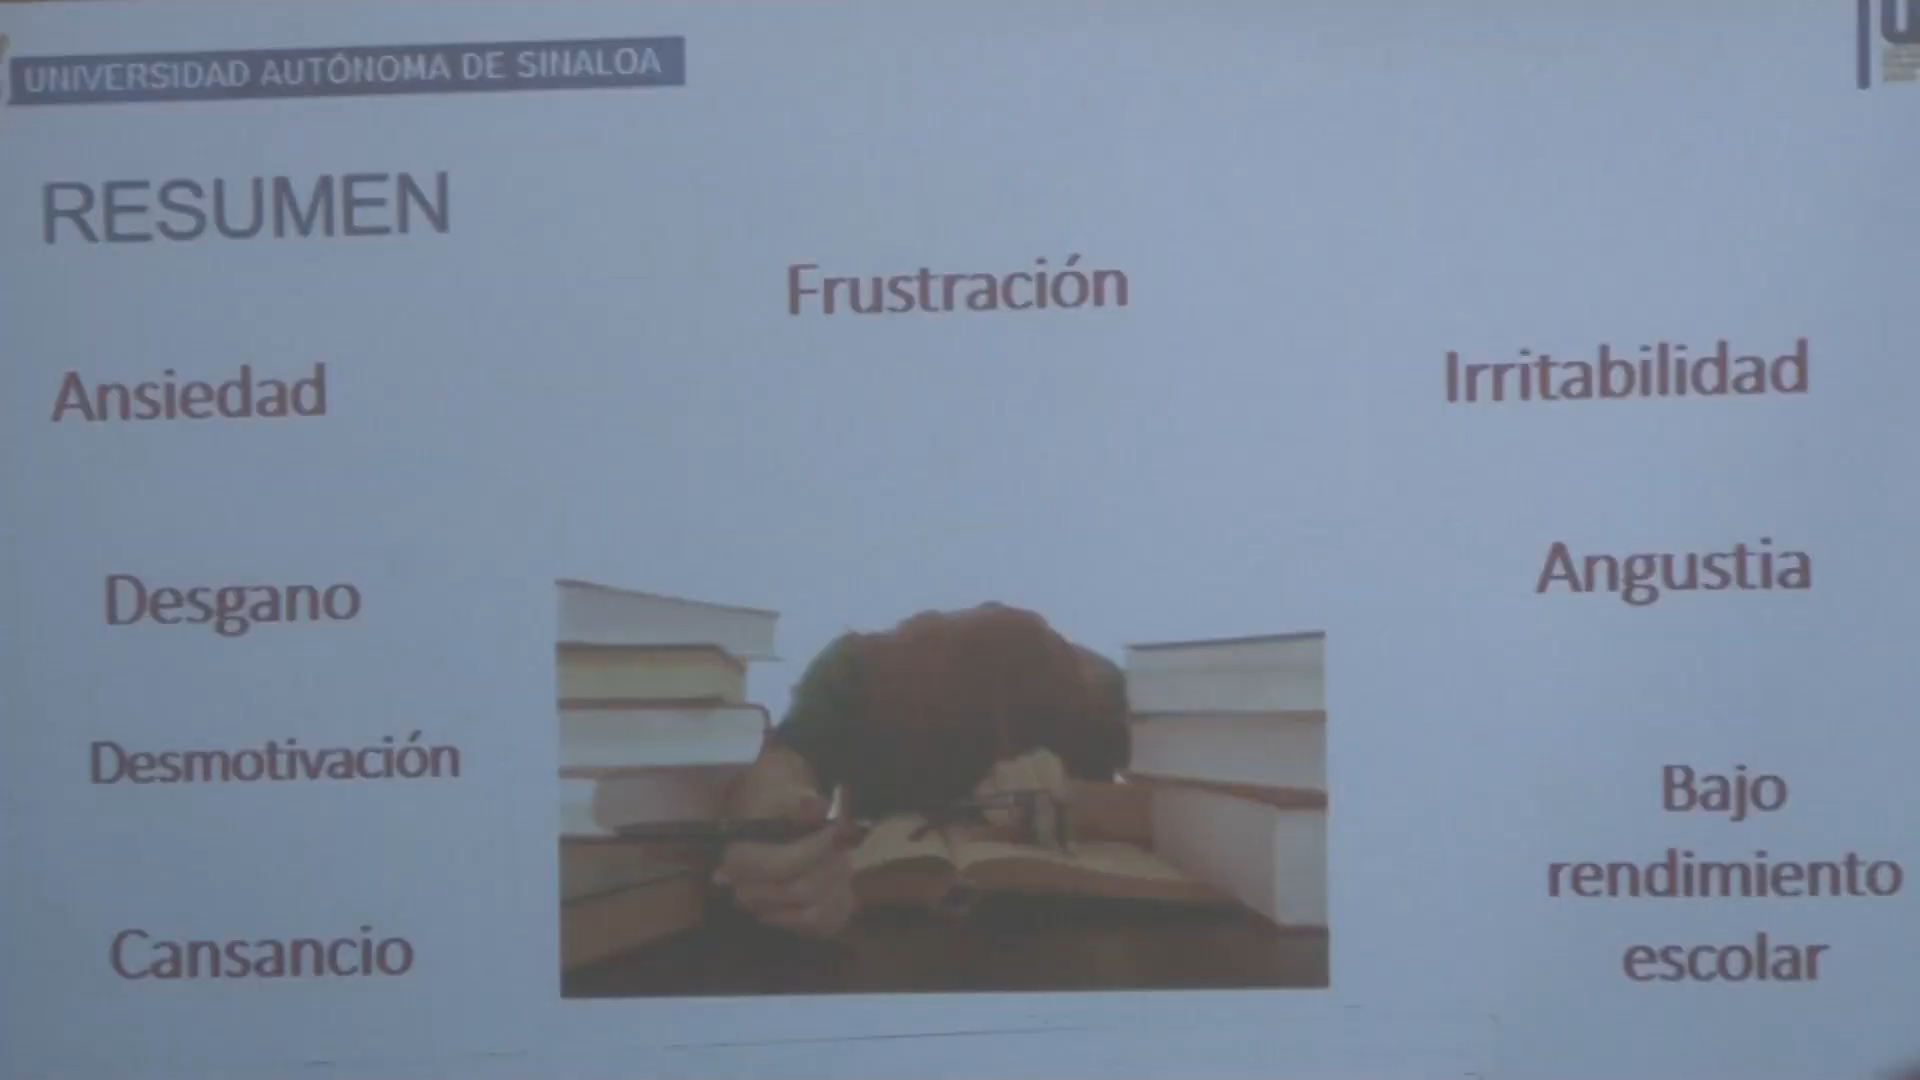 UNIVERSIDAD AUTÓNOMA DE SINALOA
RESUMEN
Frustración
Ansiedad
Irritabilidad
Desgano
Angustia
Desmotivación
Bajo
rendimiento
escolar
Cansancio